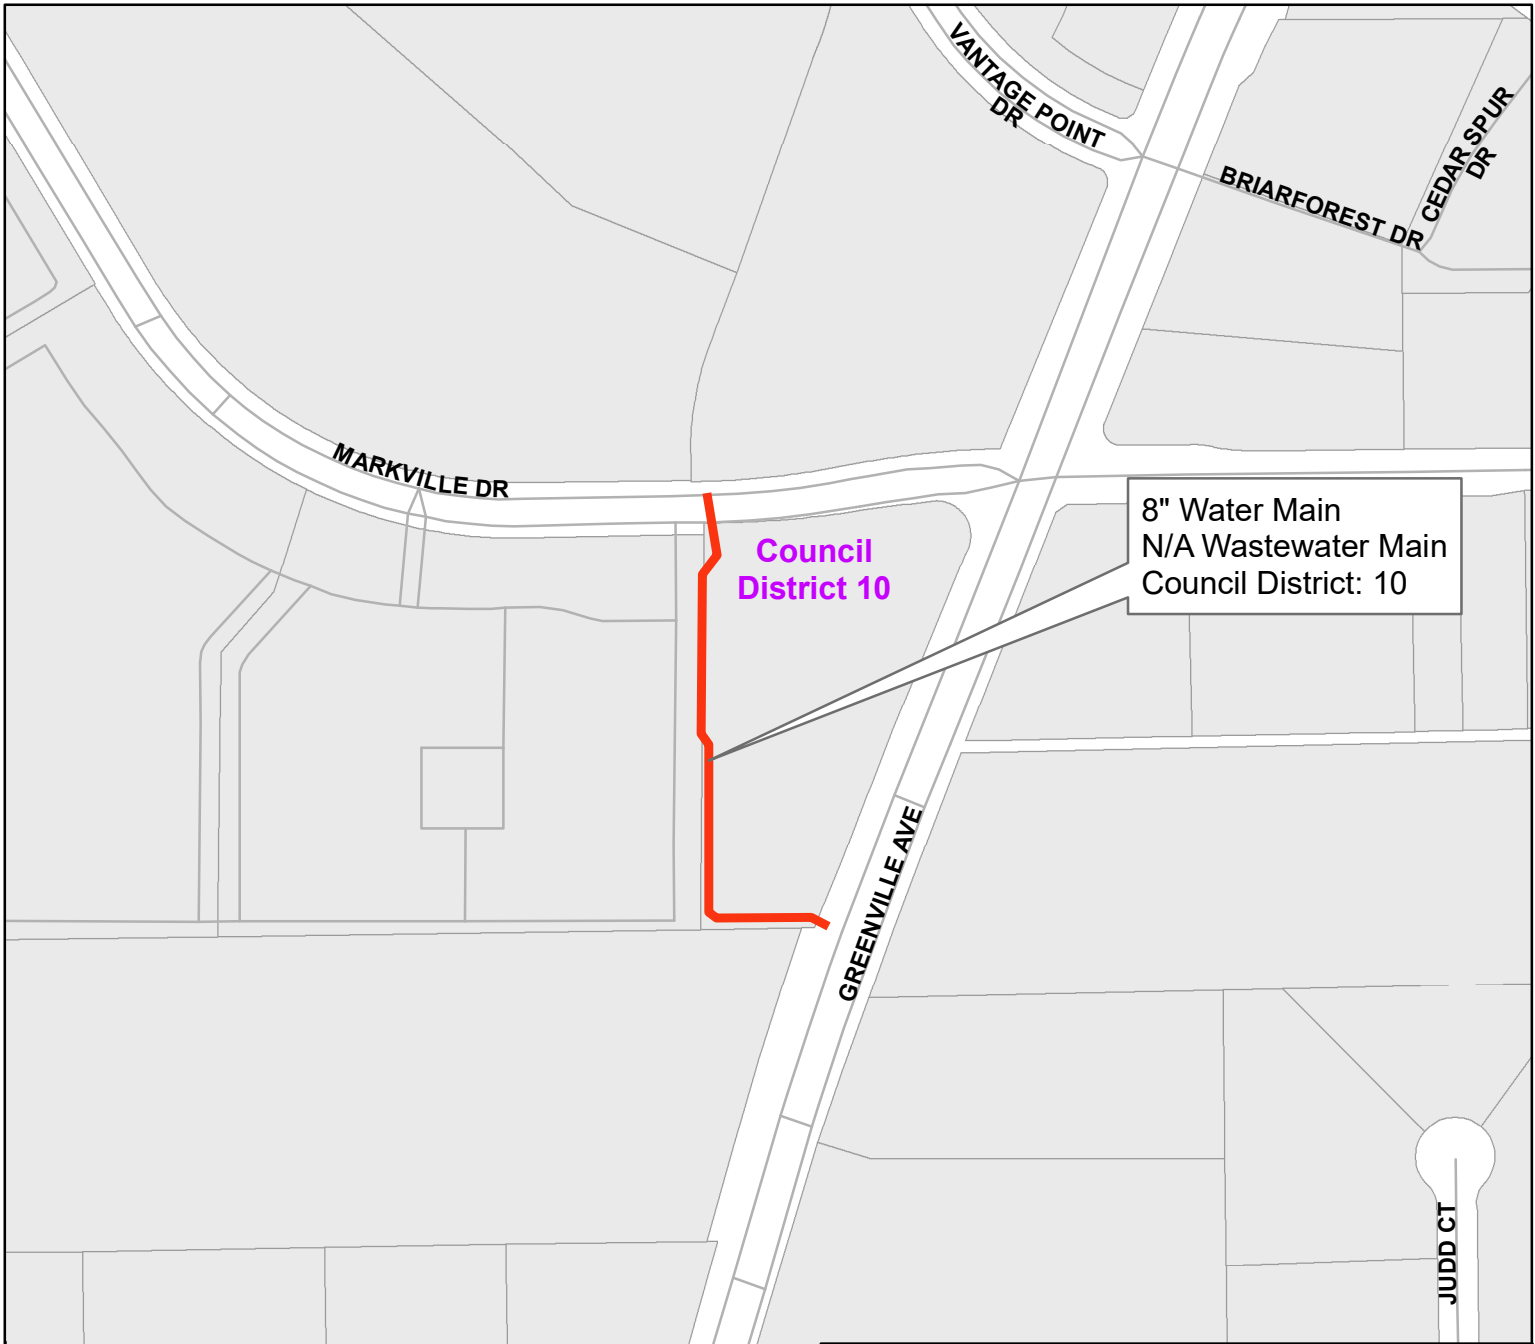 VANTAGE POINT
DR
CEDAR SPUR
DR
BRIARFOREST DR
MARKVILLE DR
8" Water Main
N/A Wastewater Main
Council District: 10
Council
District 10
GREENVILLE AVE
JUDD CT